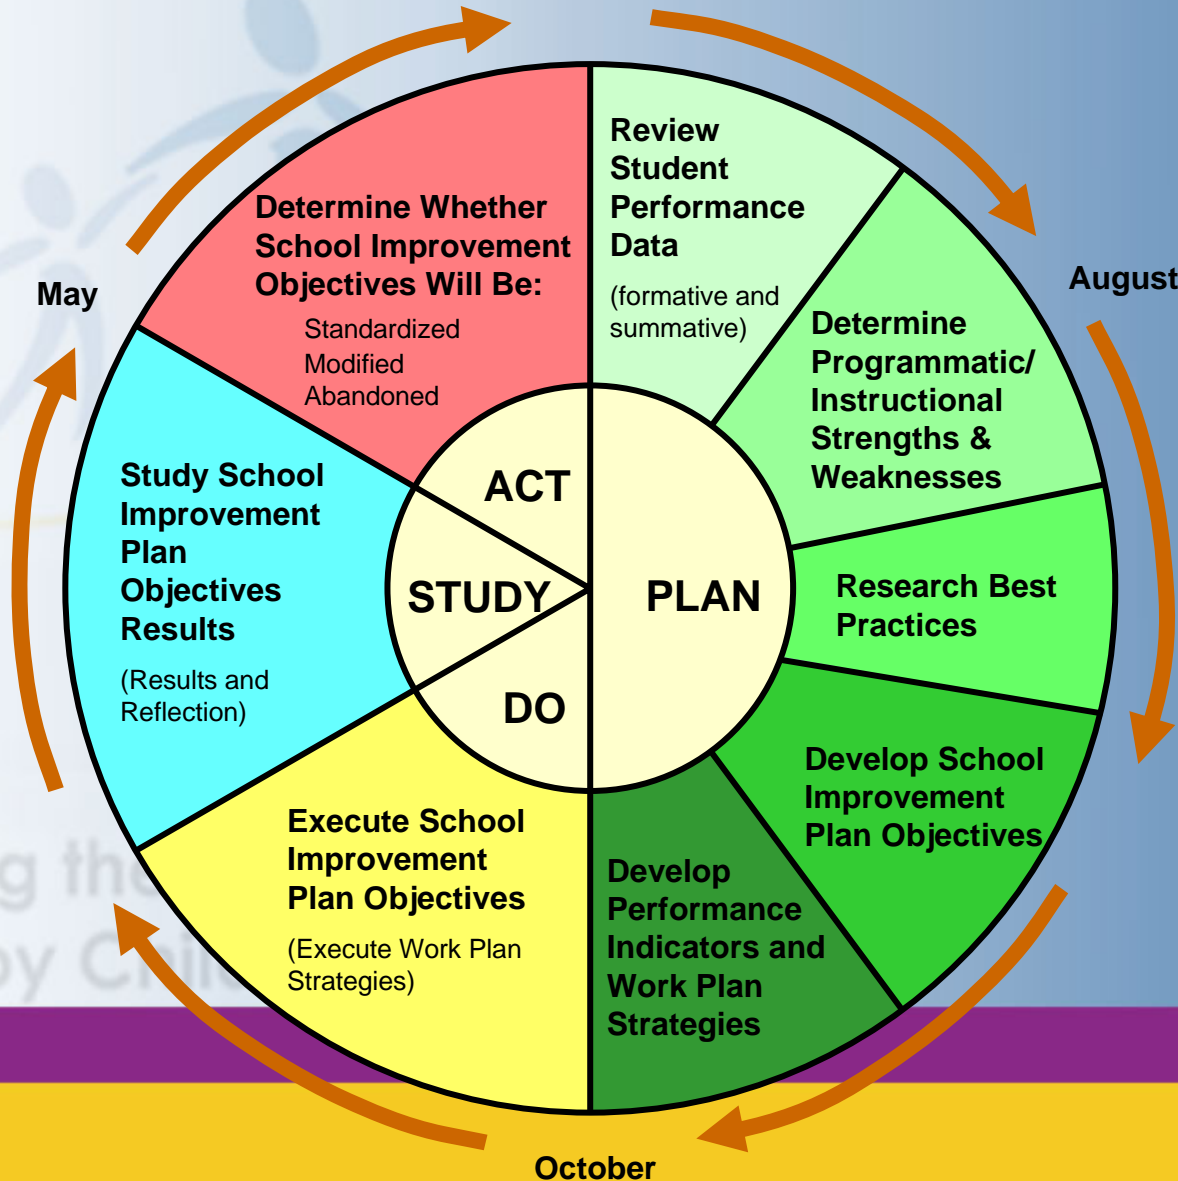 Review
Student
Performance
Data
(formative and
summative)
August
Determine
Programmatic/
Instructional
Strengths &
Weaknesses
Research Best
Practices
Develop School
Improvement
Plan Objectives
Develop
Performance
Indicators and
Work Plan
Strategies
October
Execute School
Improvement
Plan Objectives
(Execute Work Plan
Strategies)
Study School
Improvement
Plan
Objectives
Results
(Results and
Reflection)
May
Determine Whether
School Improvement
Objectives Will Be:
Standardized
Modified
Abandoned
ACT
STUDY
PLAN
DO